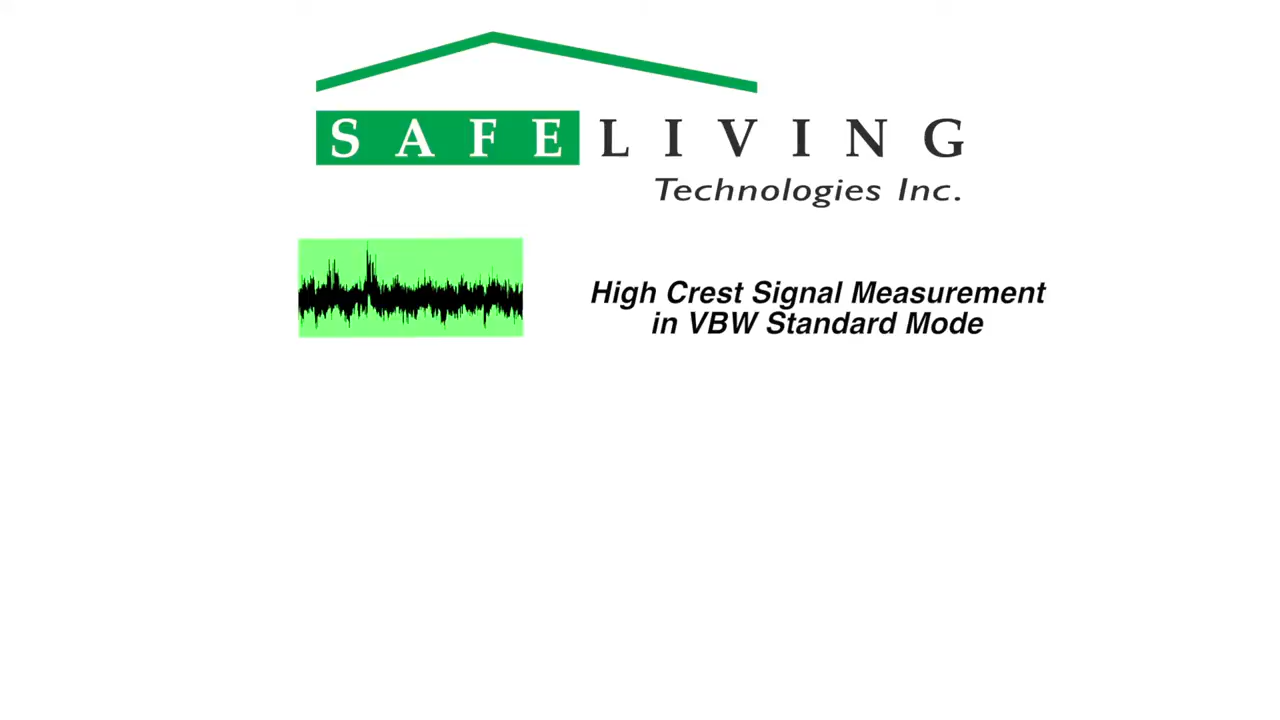 SAFELIVING
Technologies Inc.
High Crest Signal Measurement
in VBW Standard Mode